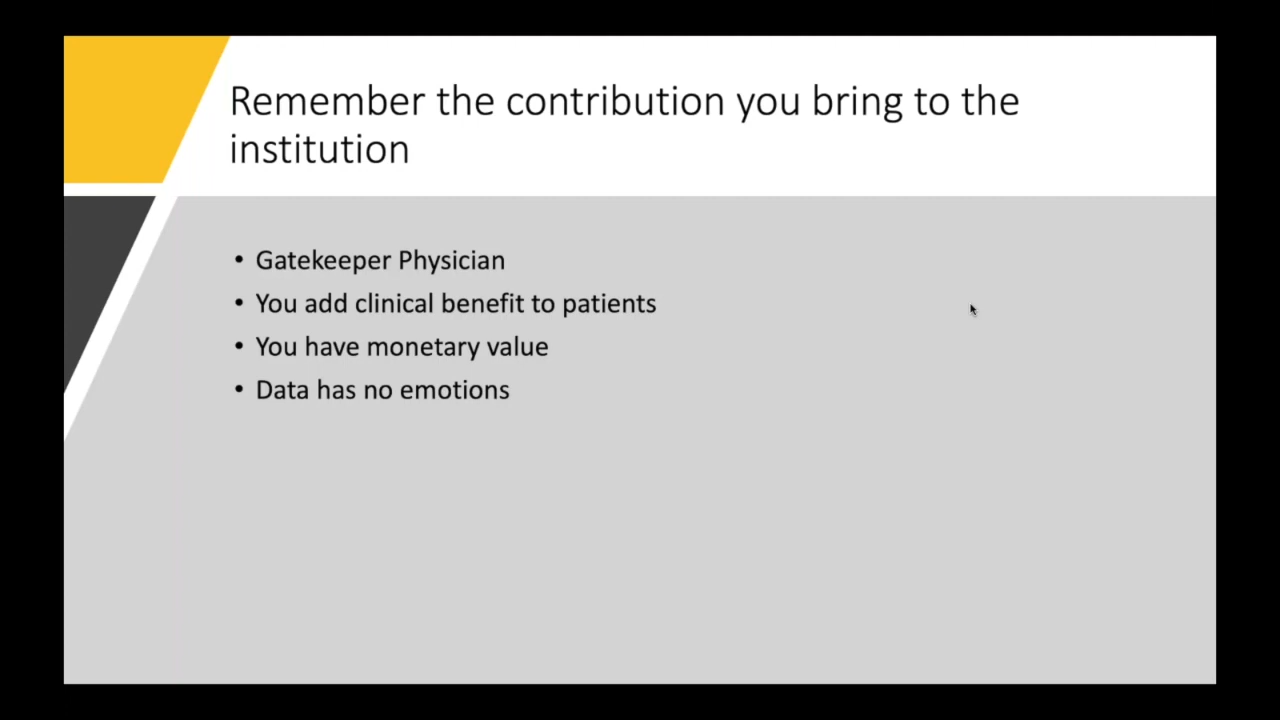 Remember the contribution you bring to the
institution
• Gatekeeper Physician
• You add clinical benefit to patients
• You have monetary value
• Data has no emotions